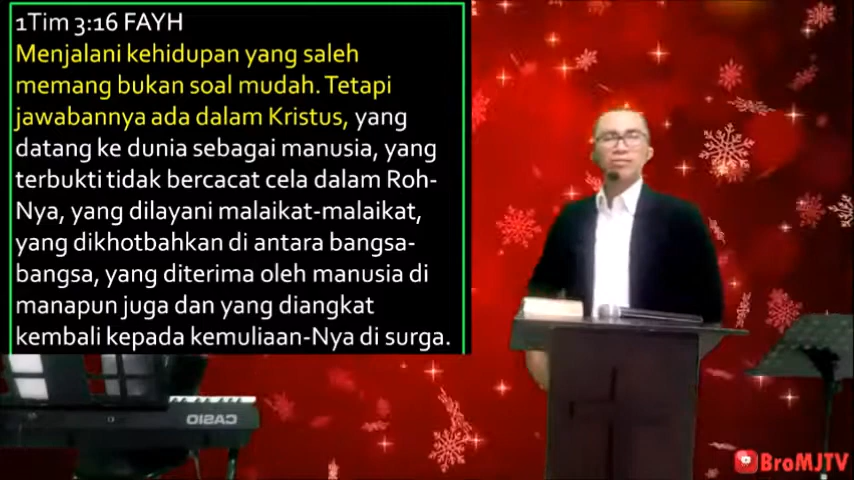 1Tim 3:16 FAYH
Menjalani kehidupan yang saleh
memang bukan soal mudah. Tetapi
jawabannya ada dalam Kristus, yang
datang ke dunia sebagai manusia, yang
terbukti tidak bercacat cela dalam Roh-
Nya, yang dilayani malaikat-malaikat,
yang dikhotbahkan di antara bangsa-
bangsa, yang diterima oleh manusia di
manapun juga dan yang diangkat
kembali kepada kemuliaan-Nya di surga.
CASIO
BroMJTV